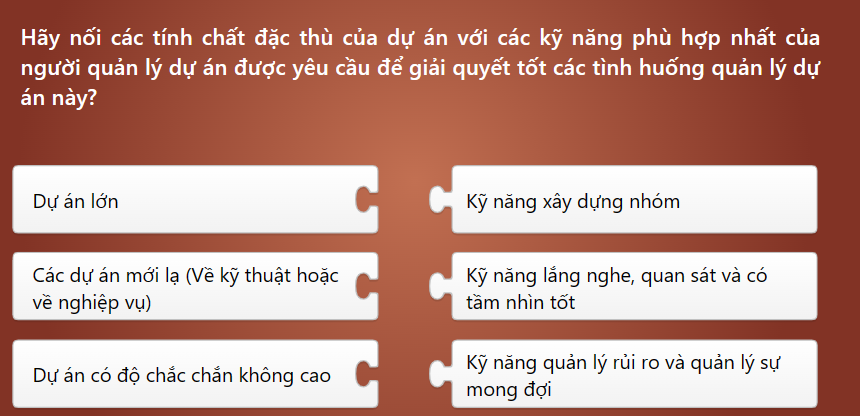 Hãy nối các tính chất đặc thù của dự án với các kỹ năng phù hợp nhất của
người quản lý dự án được yêu cầu để giải quyết tốt các tình huống quản lý dự
án này?
Dự án lớn
Kỹ năng xây dựng nhóm
Các dự án mới lạ (Về kỹ thuật hoặc
về nghiệp vụ)
Kỹ năng lắng nghe, quan sát và có
tầm nhìn tốt
Dự án có độ chắc chắn không cao
Kỹ năng quản lý rủi ro và quản lý sự
mong đợi